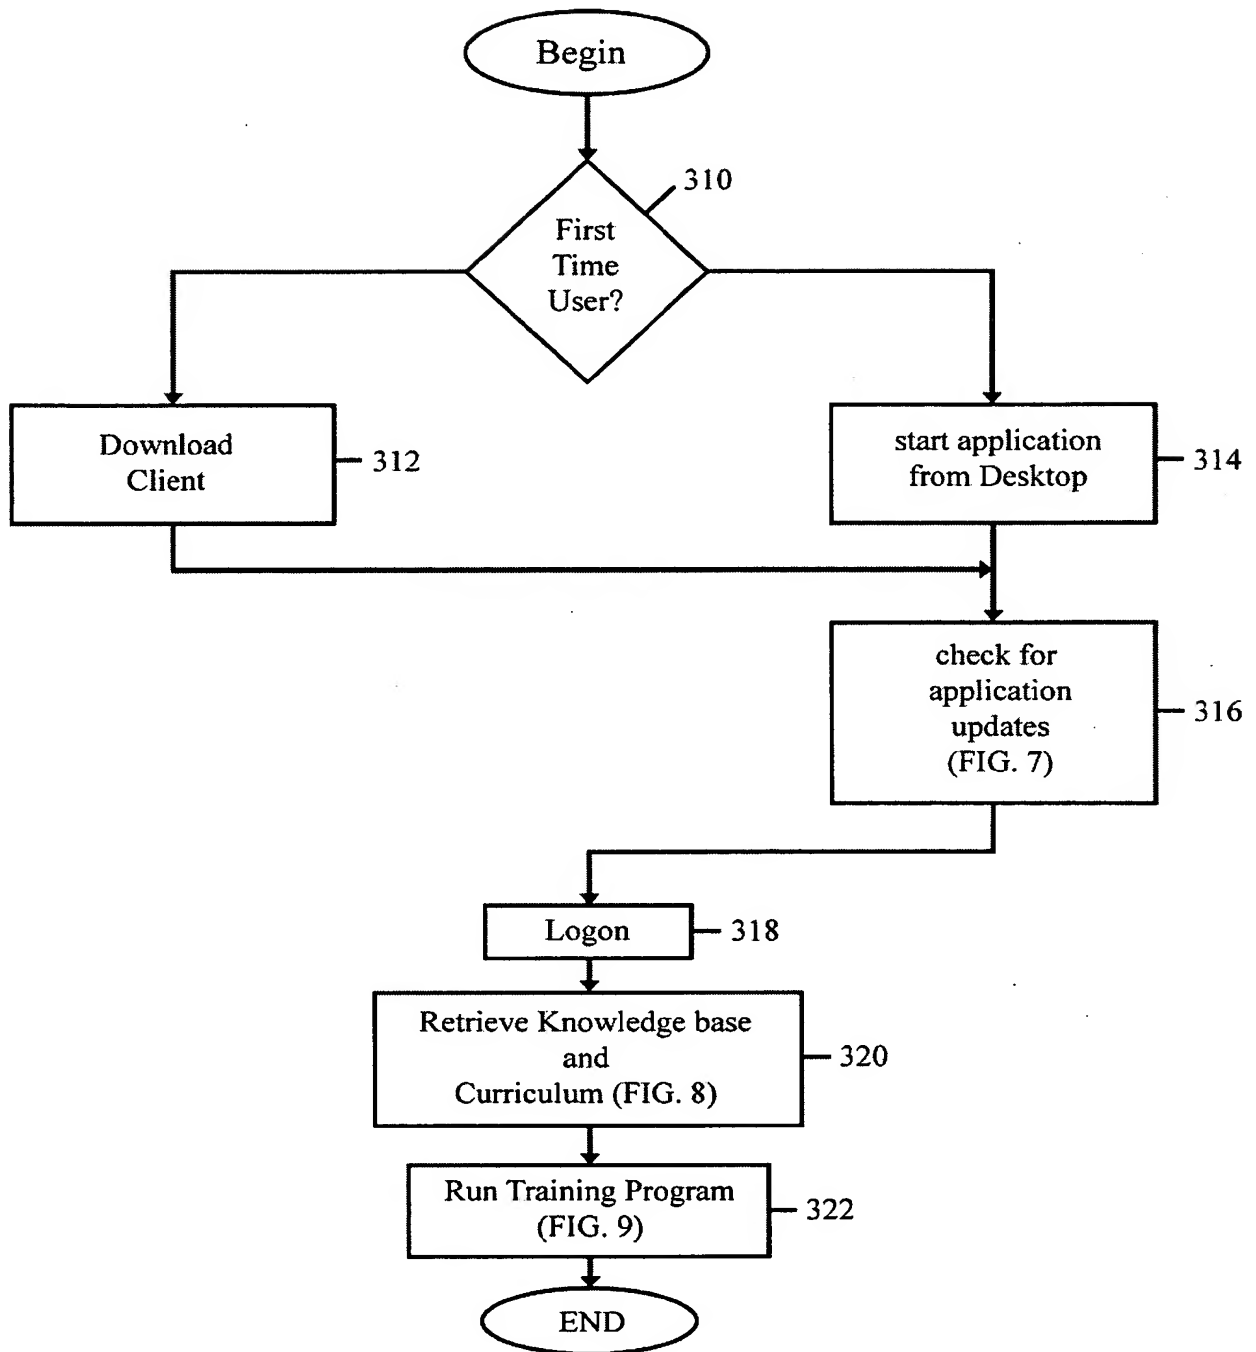 Begin
310
First
Time
User?
Download
Client
312
start application
from Desktop
314
check for
application
updates
(FIG. 7)
316
Logon
318
Retrieve Knowledge base
and
Curriculum (FIG. 8)
320
Run Training Program
(FIG. 9)
322
END